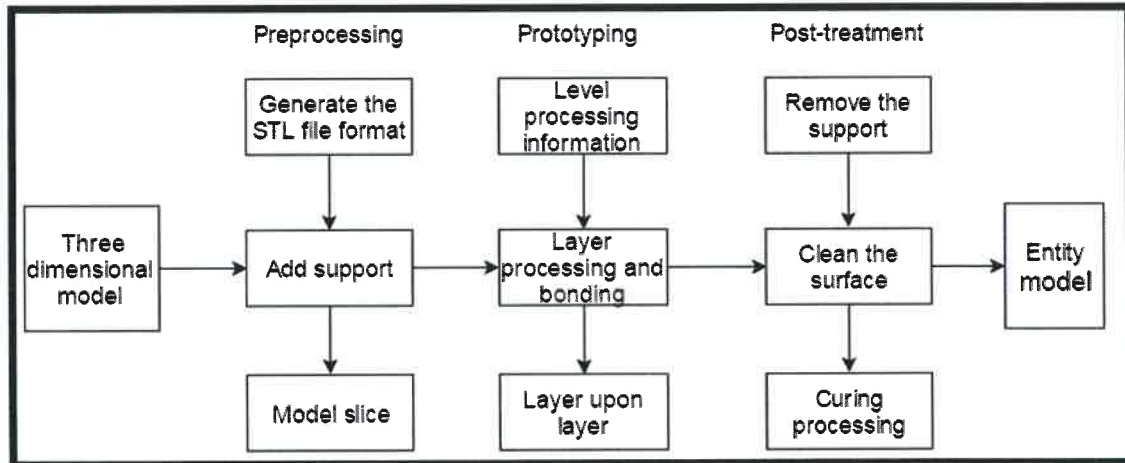 Preprocessing
Prototyping
Post-treatment
Generate the
STL file format
Level
processing
information
Remove the
support
Three
dimensional
model
Add support
Layer
processing and
bonding
Clean the
surface
Entity
model
Model slice
Layer upon
layer
Curing
processing